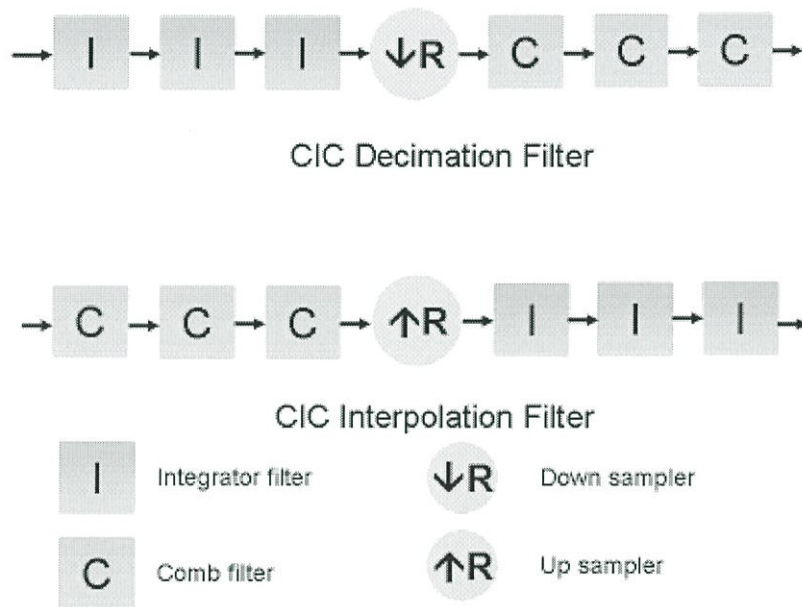 I I I ↓R C C C
CIC Decimation Filter
C C C ↑R I I I
CIC Interpolation Filter
I Integrator filter ↓R Down sampler
C Comb filter ↑R Up sampler